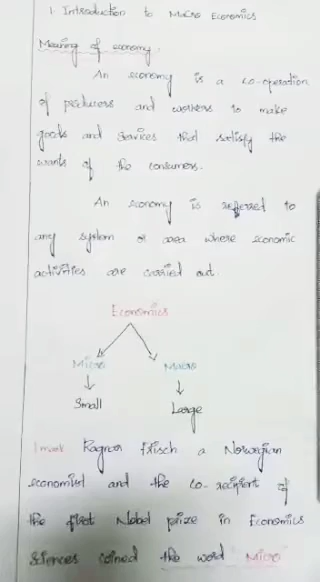 1. Introduction to Macro Economics
Meaning of economy.
An economy is a co-operation
of producers and workers to make
goods and services that satisfy the
wants of the consumers.
An economy is referred to
any system or area where economic
activities are carried out.
Economics
Micro Macro
Small Large
1 mark Ragnar Frisch a Norwegian
economist and the co-recipient of
the first Nobel prize in Economics
Sciences coined the word Micro